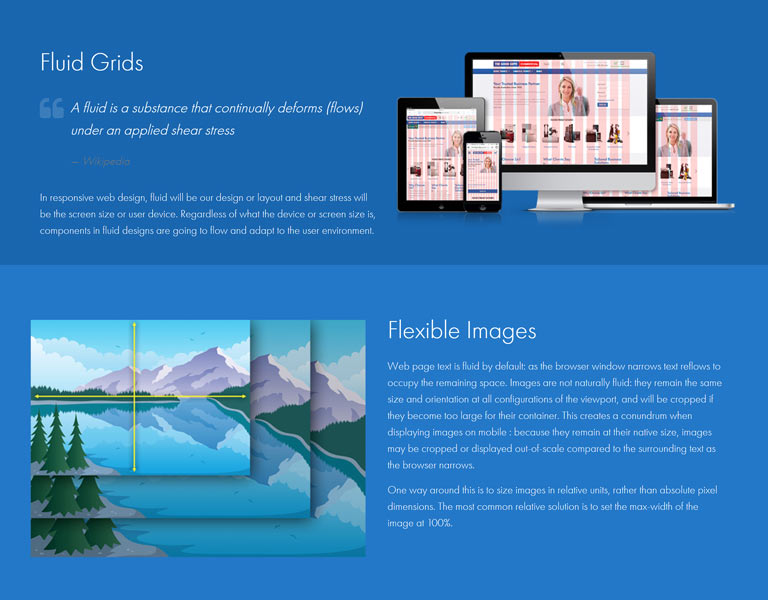 Fluid Grids
A fluid is a substance that continually deforms (flows)
under an applied shear stress
— Wikipedia
In responsive web design, fluid will be our design or layout and shear stress will
be the screen size or user device. Regardless of what the device or screen size is,
components in fluid designs are going to flow and adapt to the user environment.
Your Trusted Business Partner
What Clients Say
Flexible Images
Web page text is fluid by default: as the browser window narrows text reflows to
occupy the remaining space. Images are not naturally fluid: they remain the same
size and orientation at all configurations of the viewport, and will be cropped if
they become too large for their container. This creates a conundrum when
displaying images on mobile : because they remain at their native size, images
may be cropped or displayed out-of-scale compared to the surrounding text as
the browser narrows.
One way around this is to size images in relative units, rather than absolute pixel
dimensions. The most common relative solution is to set the max-width of the
image at 100%.